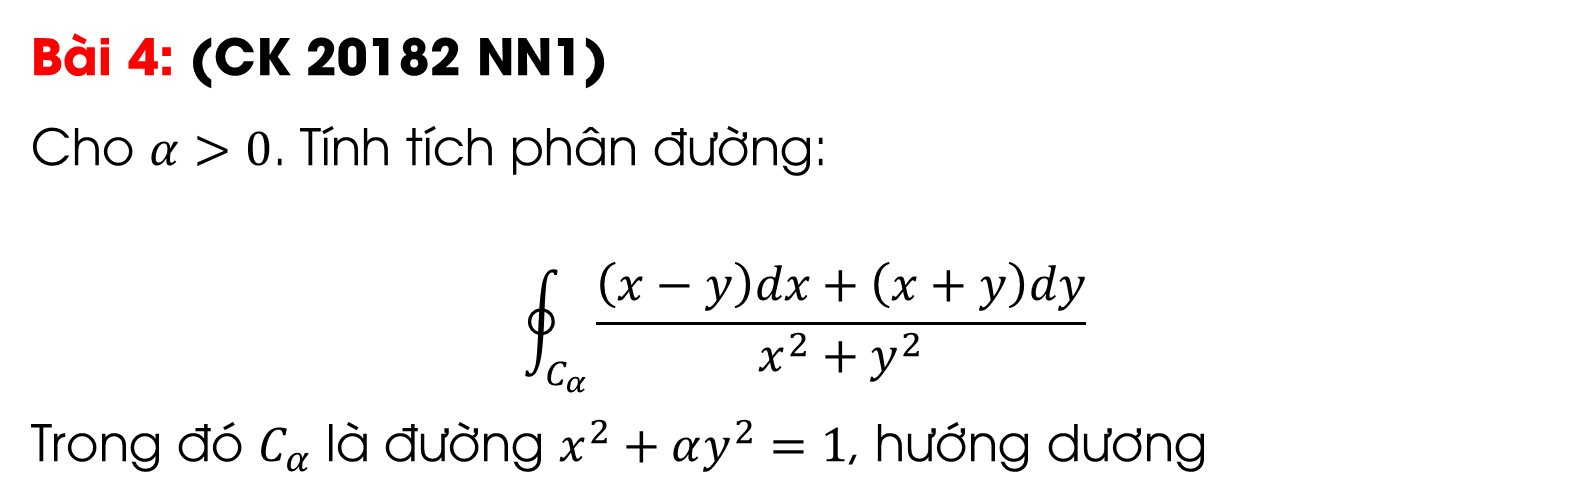 Bài 4: (CK 20182 NN1)
Cho α > 0. Tính tích phân đường:
∮_{C_α} \frac{(x − y)dx + (x + y)dy}{x² + y²}
Trong đó C_α là đường x² + αy² = 1, hướng dương